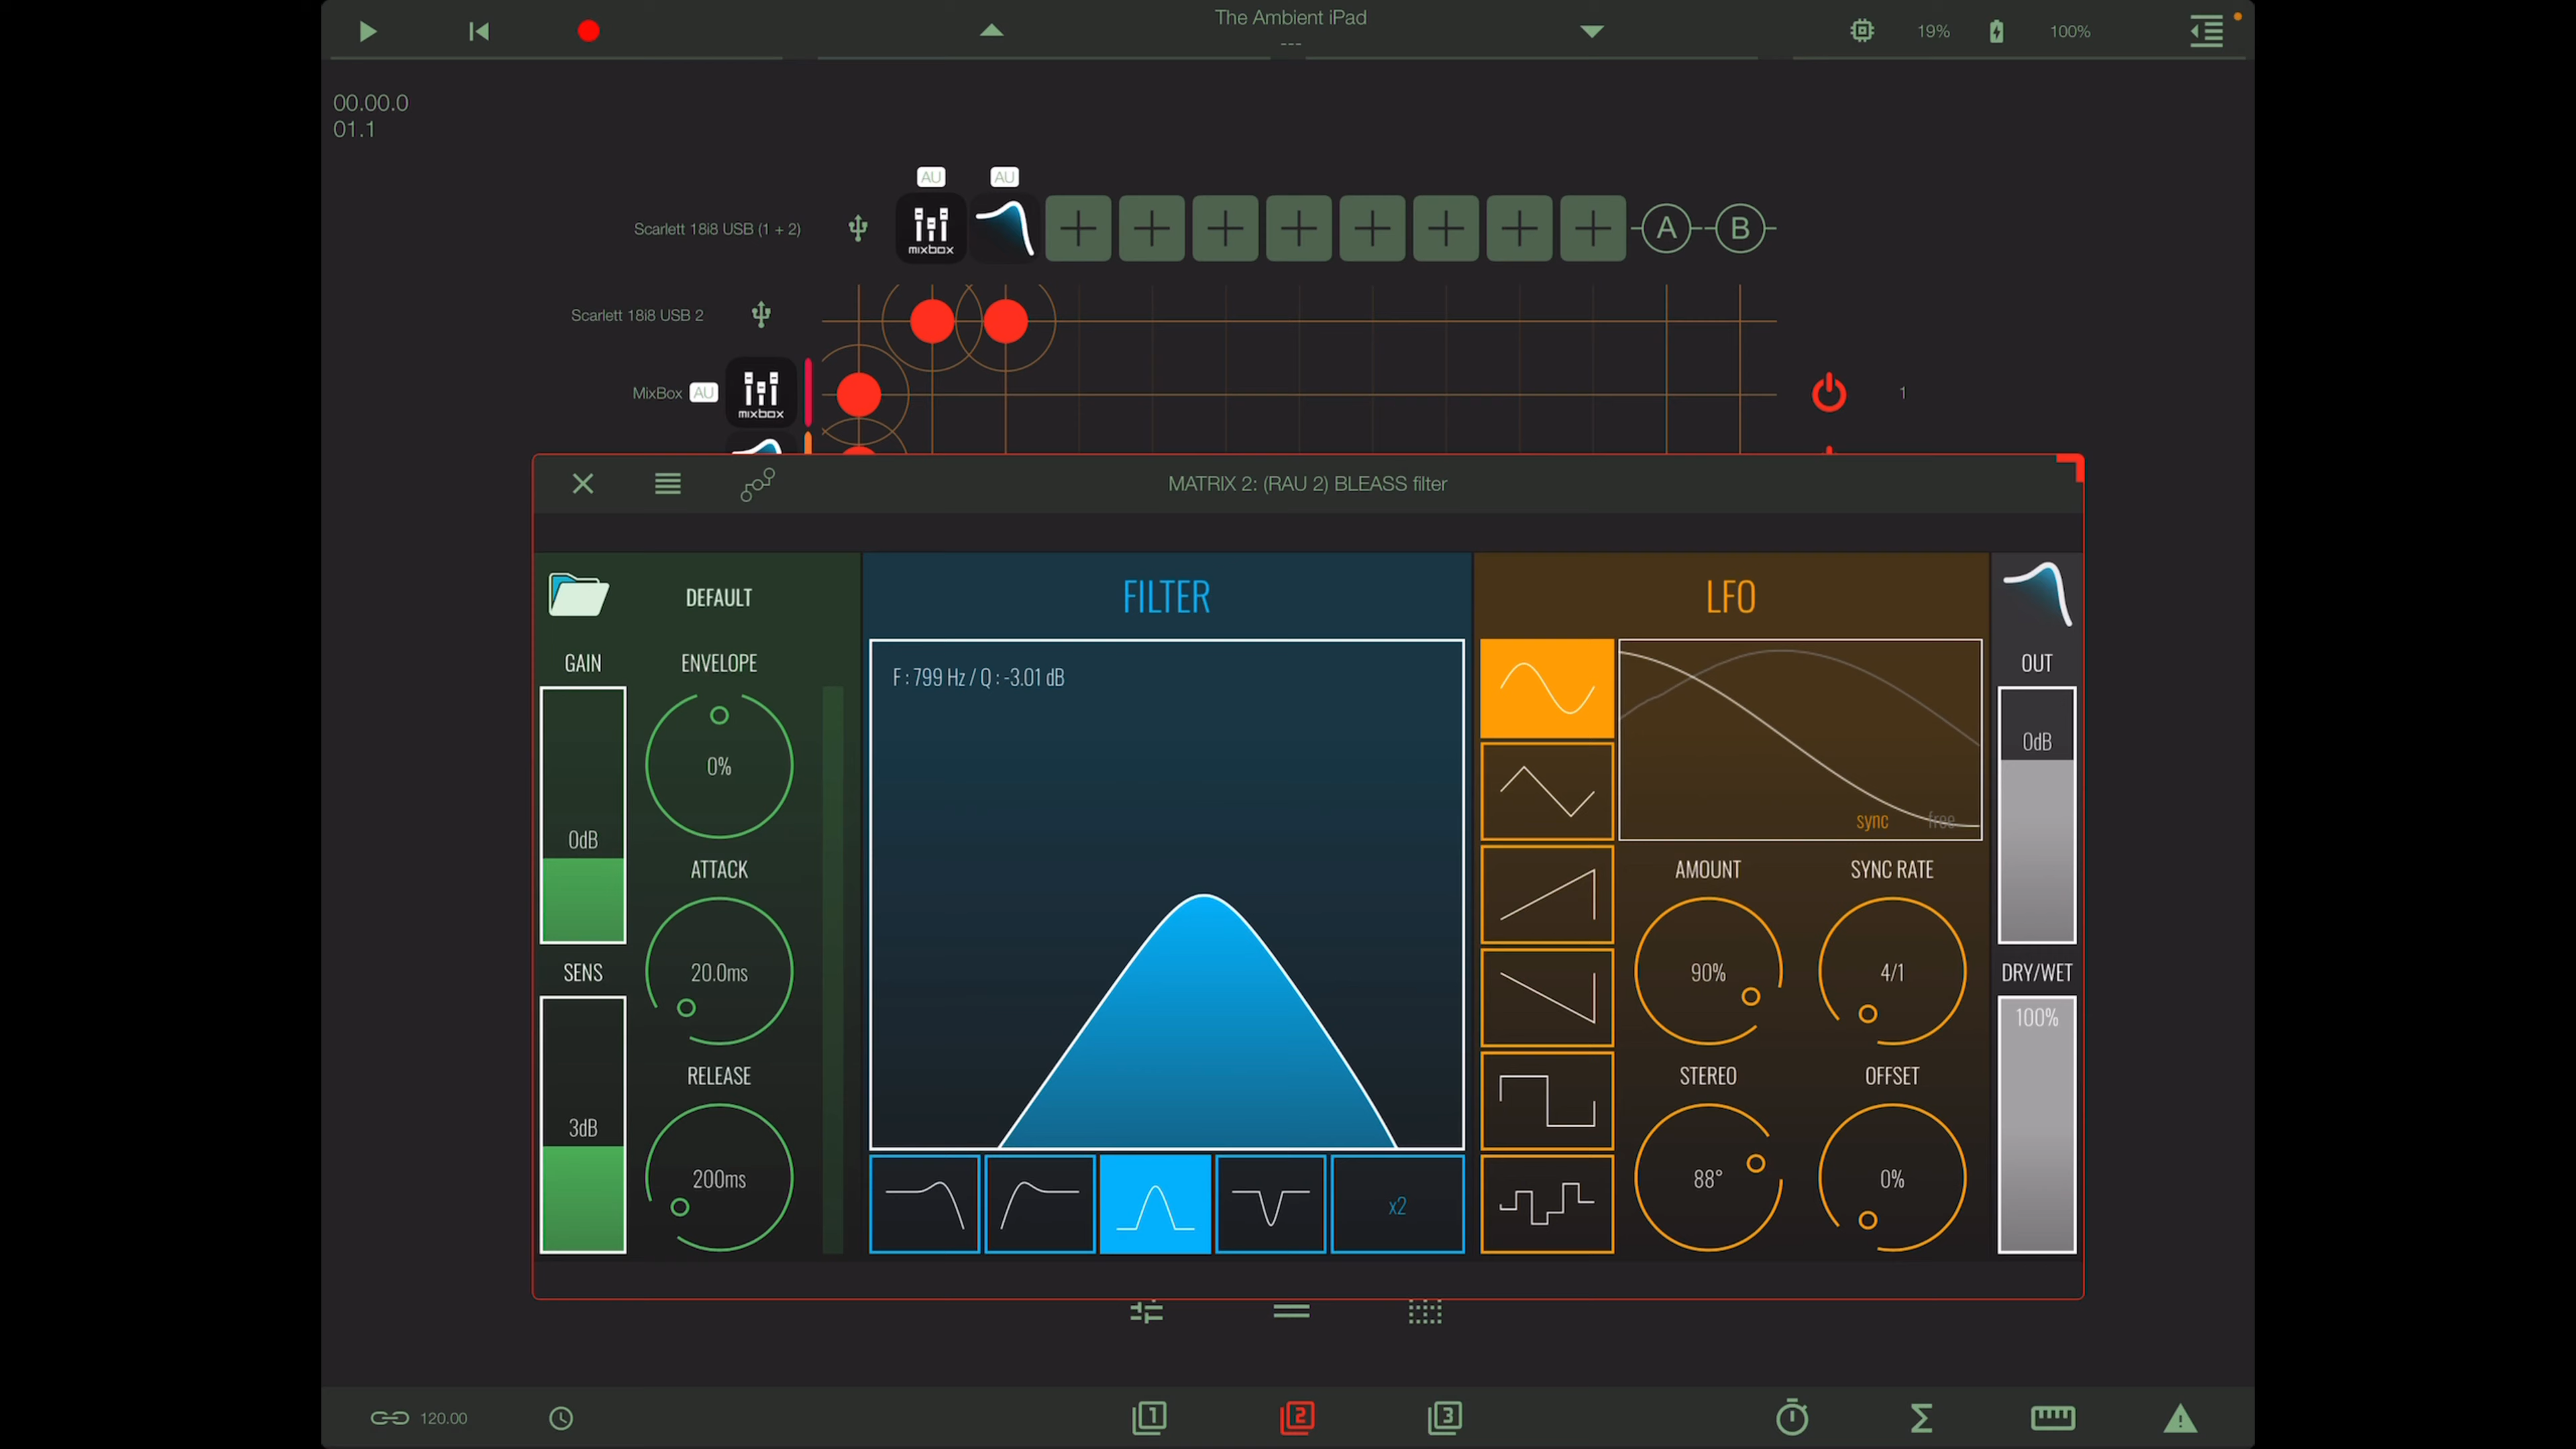 The Ambient iPad
---
19%
100%
00.00.0
01.1
AU
AU
Scarlett 18i8 USB (1 + 2)
mixbox
A
B
Scarlett 18i8 USB 2
MixBox
AU
mixbox
1
MATRIX 2: (RAU 2) BLEASS filter
DEFAULT
FILTER
LFO
GAIN
ENVELOPE
F : 799 Hz / Q : -3.01 dB
OUT
0dB
0%
0dB
sync
free
ATTACK
AMOUNT
SYNC RATE
SENS
20.0ms
90%
4/1
DRY/WET
100%
RELEASE
STEREO
OFFSET
3dB
200ms
x2
88°
0%
120.00
1
2
3